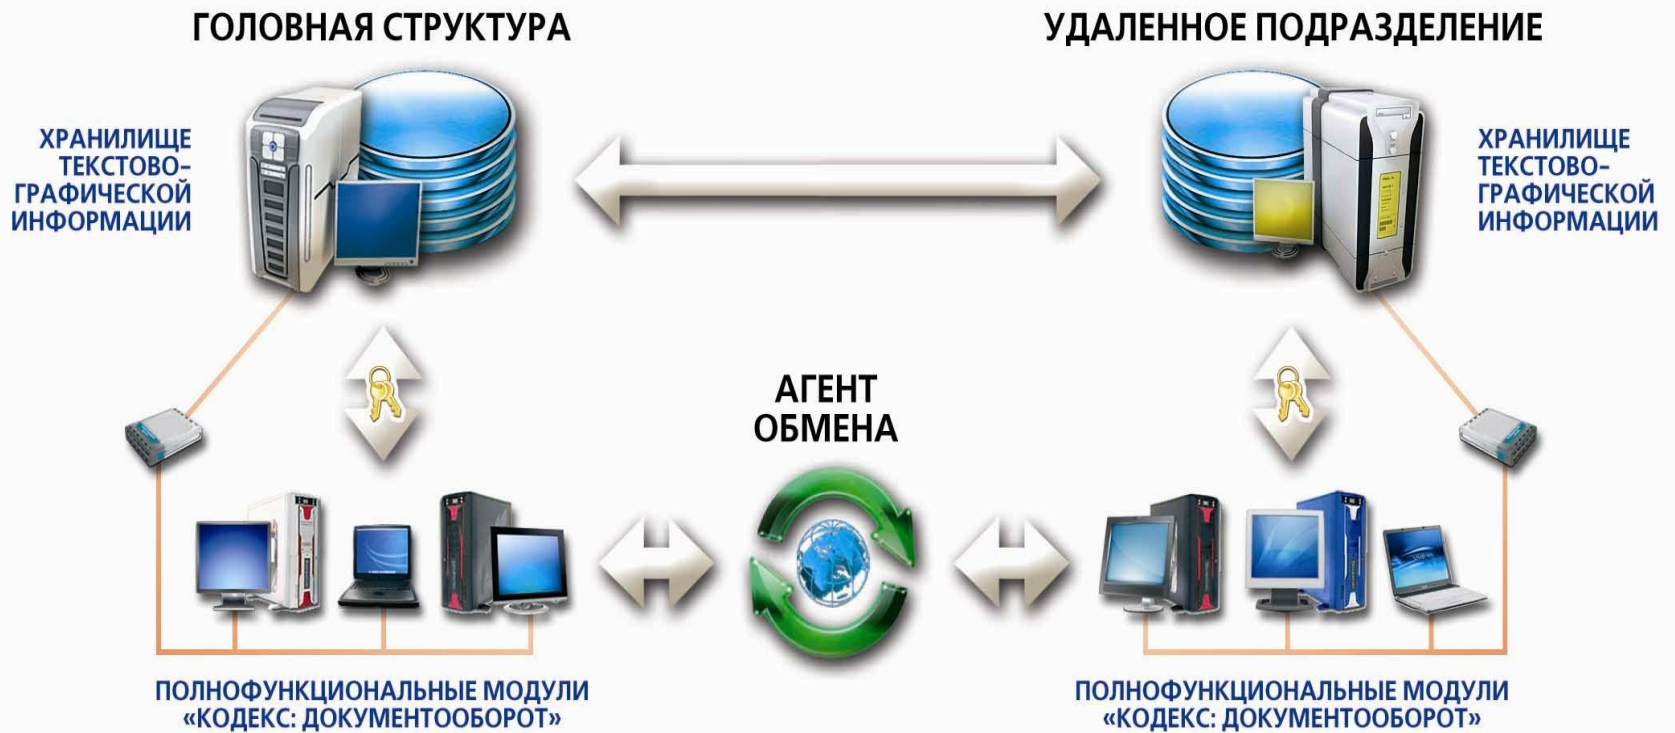 ГОЛОВНАЯ СТРУКТУРА
УДАЛЕННОЕ ПОДРАЗДЕЛЕНИЕ
ХРАНИЛИЩЕ
ТЕКСТОВО-
ГРАФИЧЕСКОЙ
ИНФОРМАЦИИ
ХРАНИЛИЩЕ
ТЕКСТОВО-
ГРАФИЧЕСКОЙ
ИНФОРМАЦИИ
АГЕНТ
ОБМЕНА
ПОЛНОФУНКЦИОНАЛЬНЫЕ МОДУЛИ
«КОДЕКС: ДОКУМЕНТООБОРОТ»
ПОЛНОФУНКЦИОНАЛЬНЫЕ МОДУЛИ
«КОДЕКС: ДОКУМЕНТООБОРОТ»